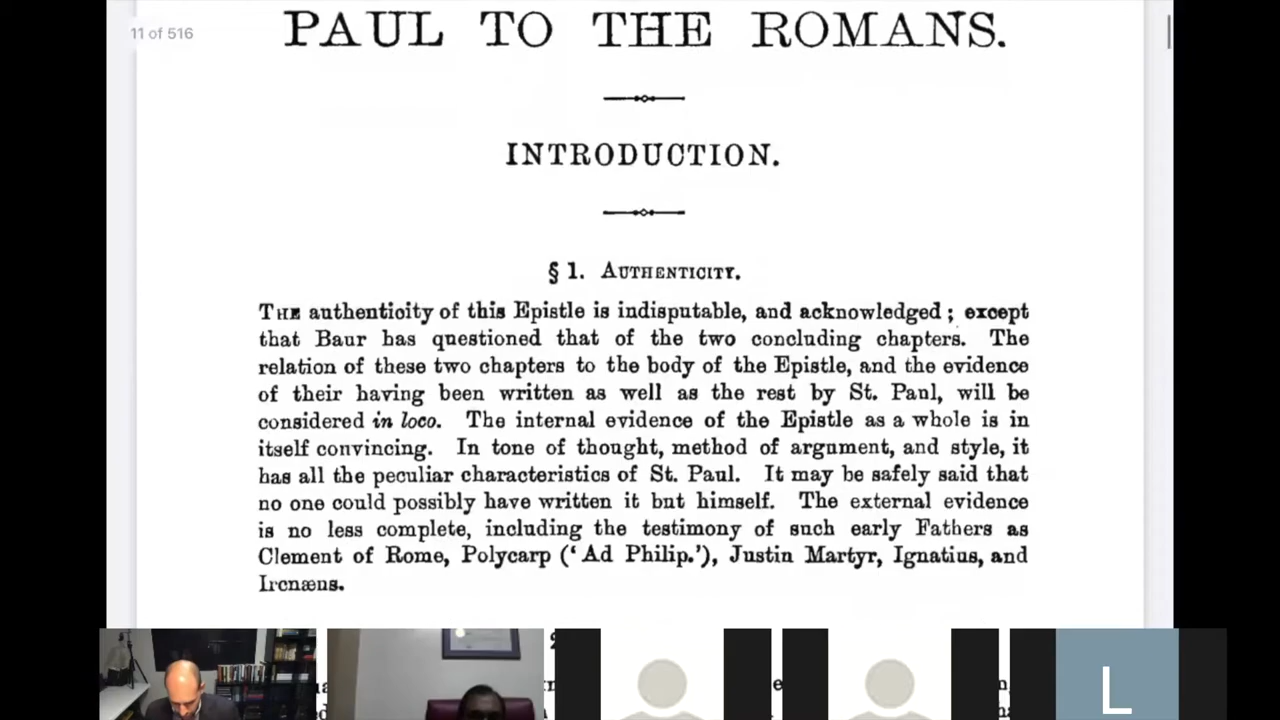 11 of 516
PAUL TO THE ROMANS.
INTRODUCTION.
§ 1. AUTHENTICITY.
THE authenticity of this Epistle is indisputable, and acknowledged ; except
that Baur has questioned that of the two concluding chapters. The
relation of these two chapters to the body of the Epistle, and the evidence
of their having been written as well as the rest by St. Paul, will be
considered in loco. The internal evidence of the Epistle as a whole is in
itself convincing. In tone of thought, method of argument, and style, it
has all the peculiar characteristics of St. Paul. It may be safely said that
no one could possibly have written it but himself. The external evidence
is no less complete, including the testimony of such early Fathers as
Clement of Rome, Polycarp (‘ Ad Philip.’), Justin Martyr, Ignatius, and
Irenæus.
L